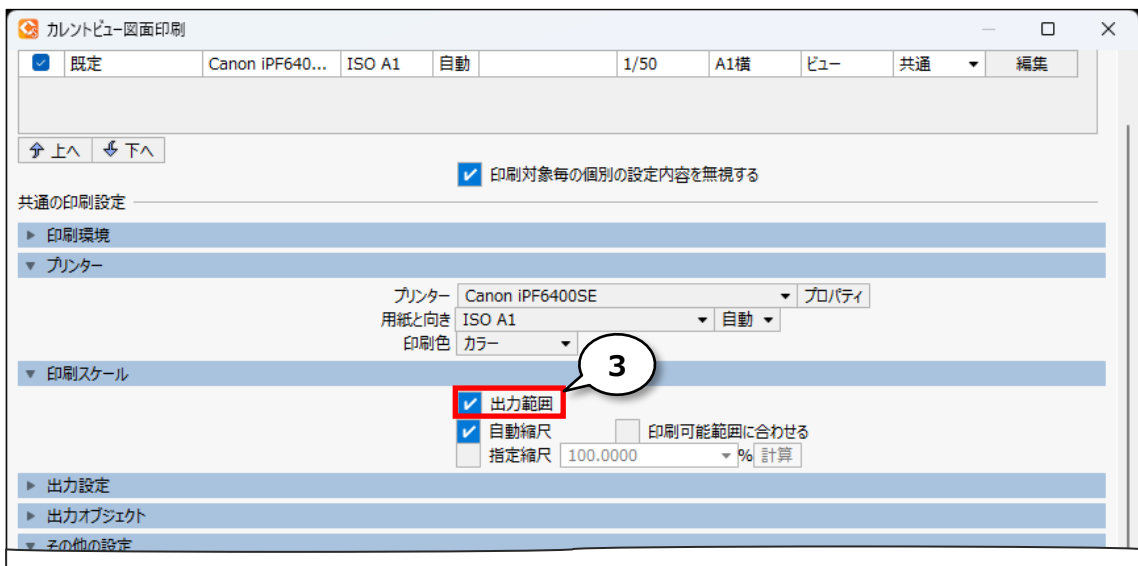 カレントビュー図面印刷
既定 Canon iPF640... ISO A1 自動 1/50 A1横 ビュー 共通 編集
上へ 下へ
印刷対象毎の個別の設定内容を無視する
共通の印刷設定
印刷環境
プリンター
プリンター Canon iPF6400SE プロパティ
用紙と向き ISO A1 自動
印刷色 カラー
3
印刷スケール
出力範囲
自動縮尺 印刷可能範囲に合わせる
指定縮尺 100.0000 % 計算
出力設定
出力オブジェクト
その他の設定